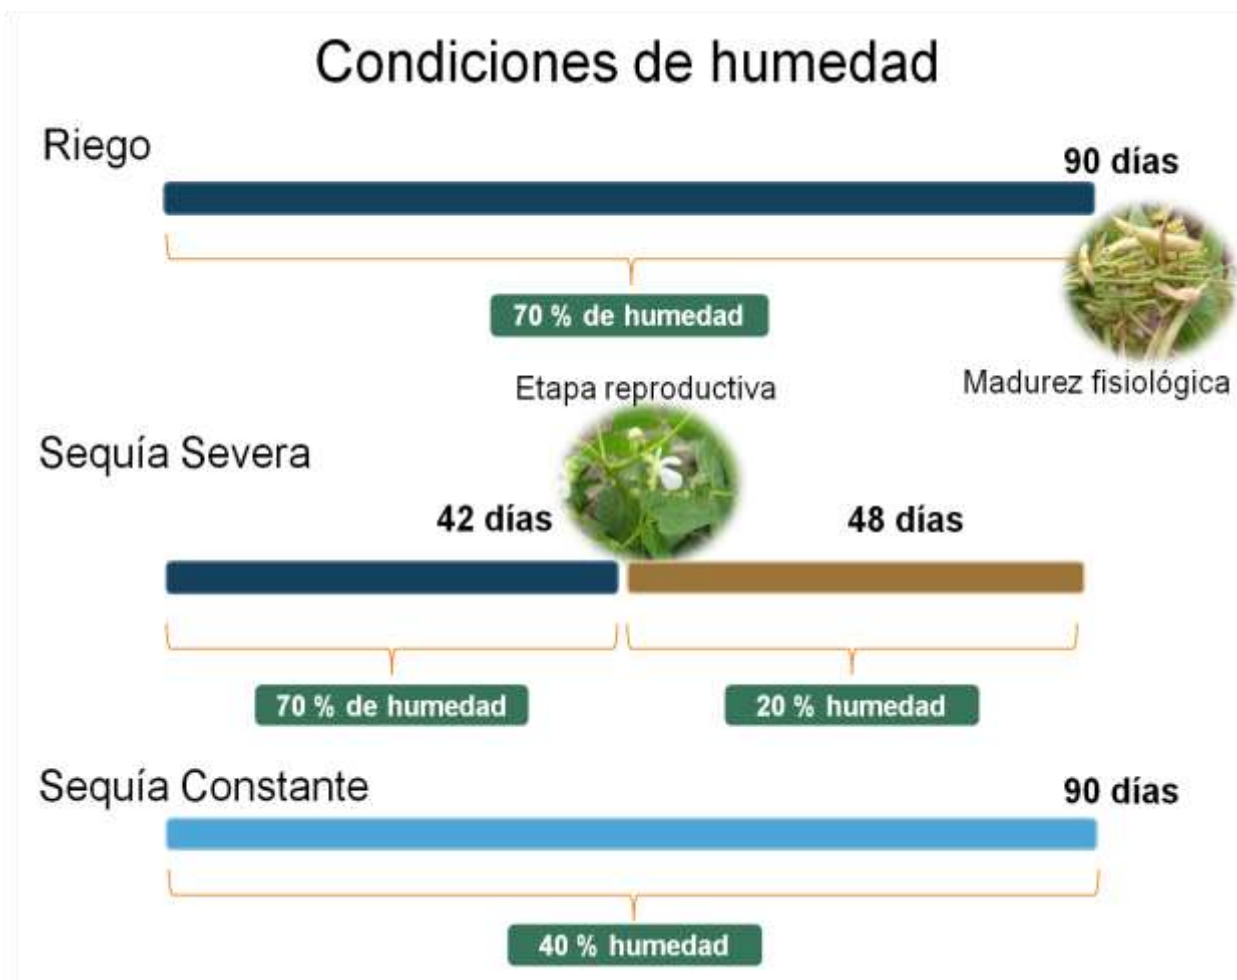 Condiciones de humedad
Riego
90 días
70 % de humedad
Etapa reproductiva
Madurez fisiológica
Sequía Severa
42 días
48 días
70 % de humedad
20 % humedad
Sequía Constante
90 días
40 % humedad